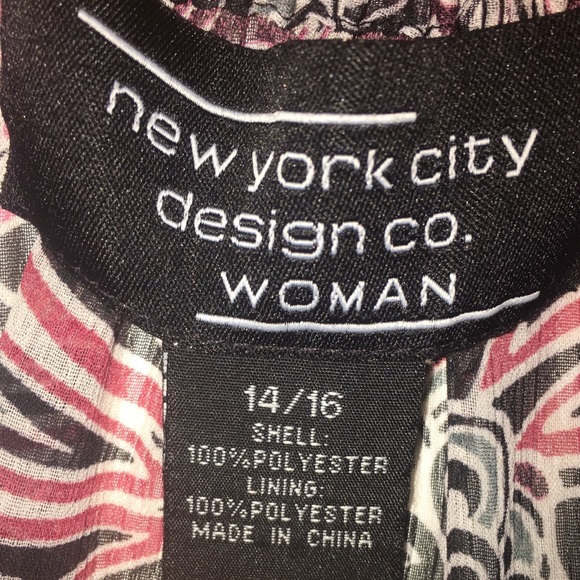 new york city
design co.
WOMAN
14/16
SHELL:
100%POLYESTER
LINING:
100%POLYESTER
MADE IN CHINA